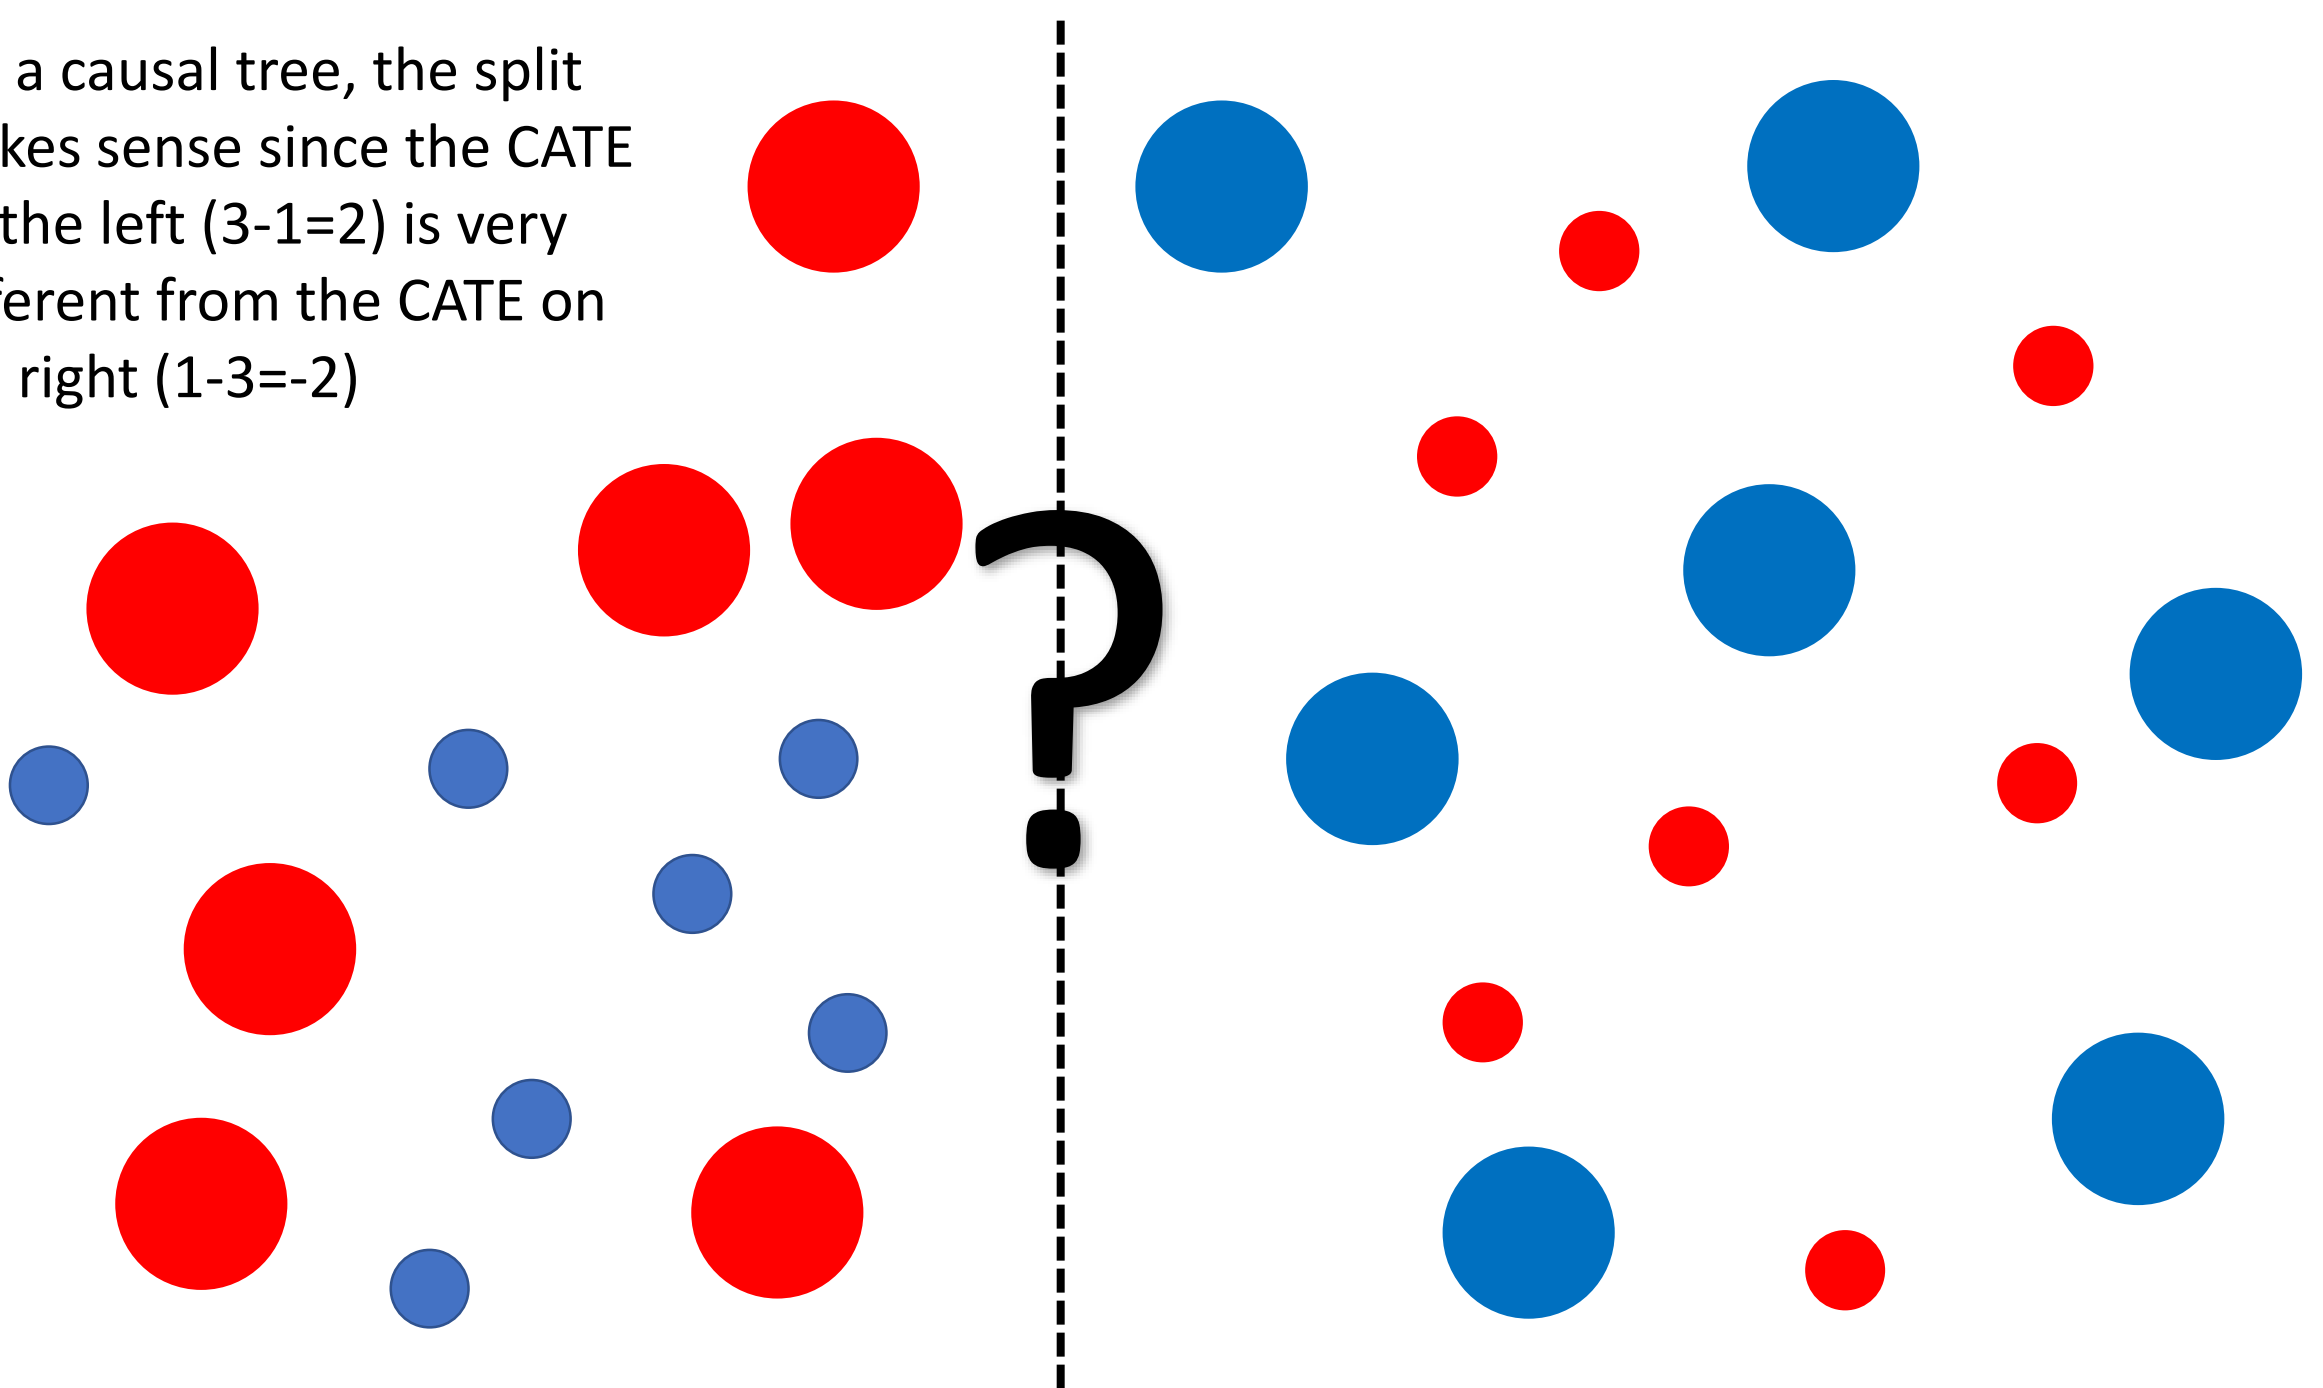 a causal tree, the split
kes sense since the CATE
the left (3-1=2) is very
ferent from the CATE on
right (1-3=-2)
?